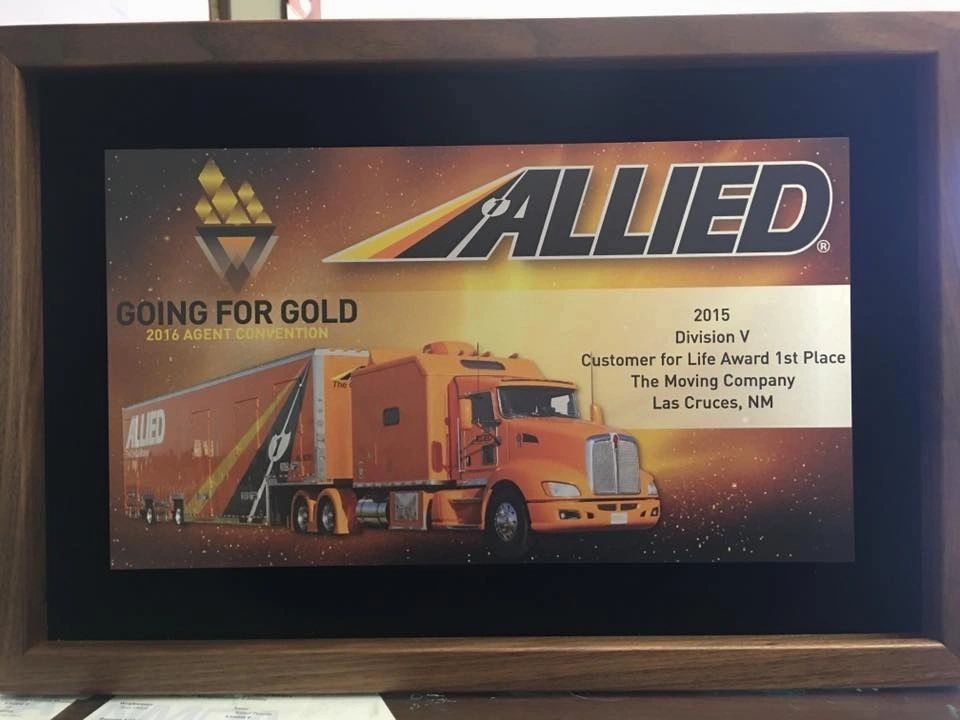 ALLIED®
GOING FOR GOLD
2016 AGENT CONVENTION
2015
Division V
Customer for Life Award 1st Place
The Moving Company
Las Cruces, NM
The
ALLIED